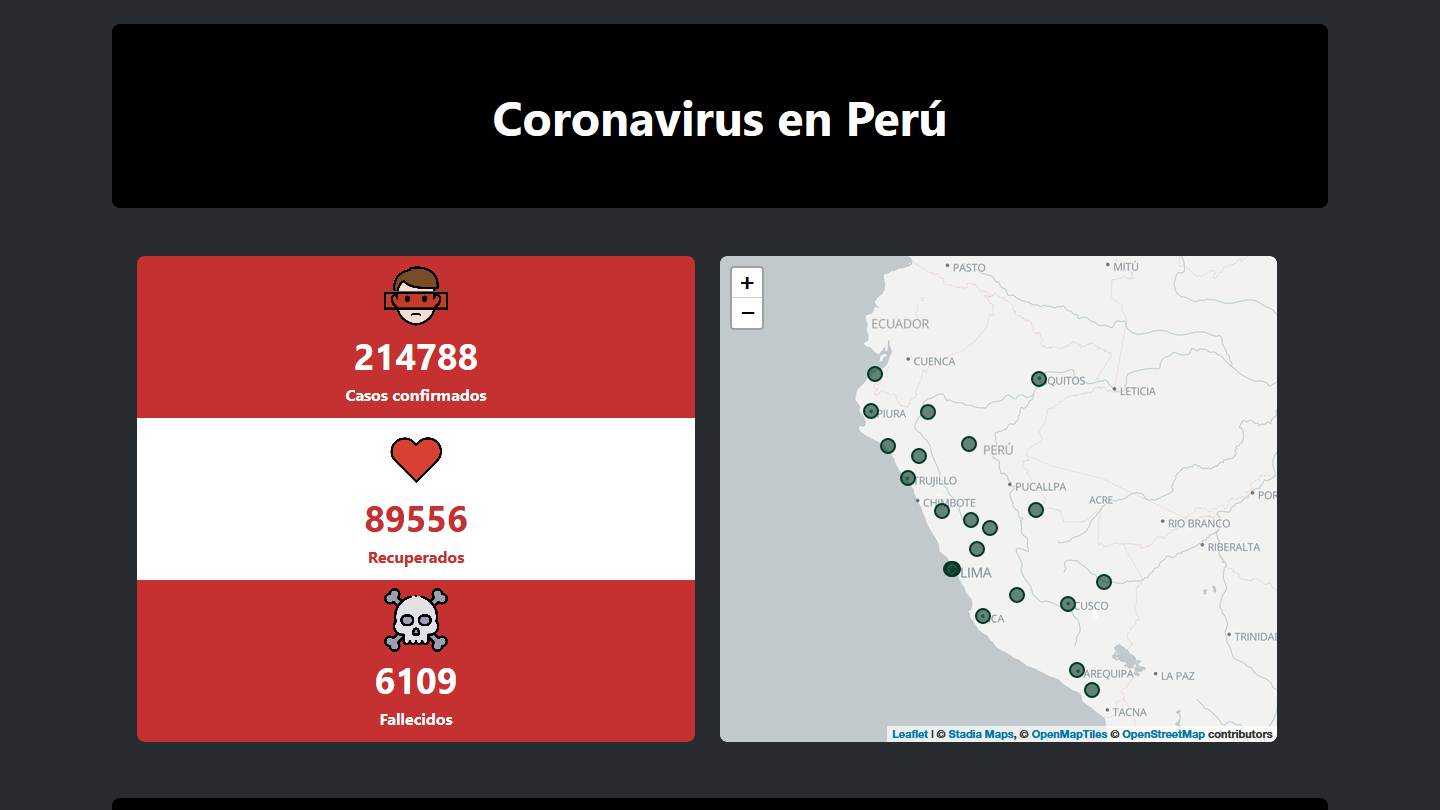 Coronavirus en Perú
214788
Casos confirmados
89556
Recuperados
6109
Fallecidos
+
−
PASTO
MITÚ
ECUADOR
CUENCA
QUITOS
LETICIA
PIURA
PERÚ
TRUJILLO
PUCALLPA
CHIMBOTE
ACRE
POR
RIO BRANCO
RIBERALTA
LIMA
CUSCO
CA
TRINIDAD
AREQUIPA
LA PAZ
TACNA
Leaflet | © Stadia Maps, © OpenMapTiles © OpenStreetMap contributors